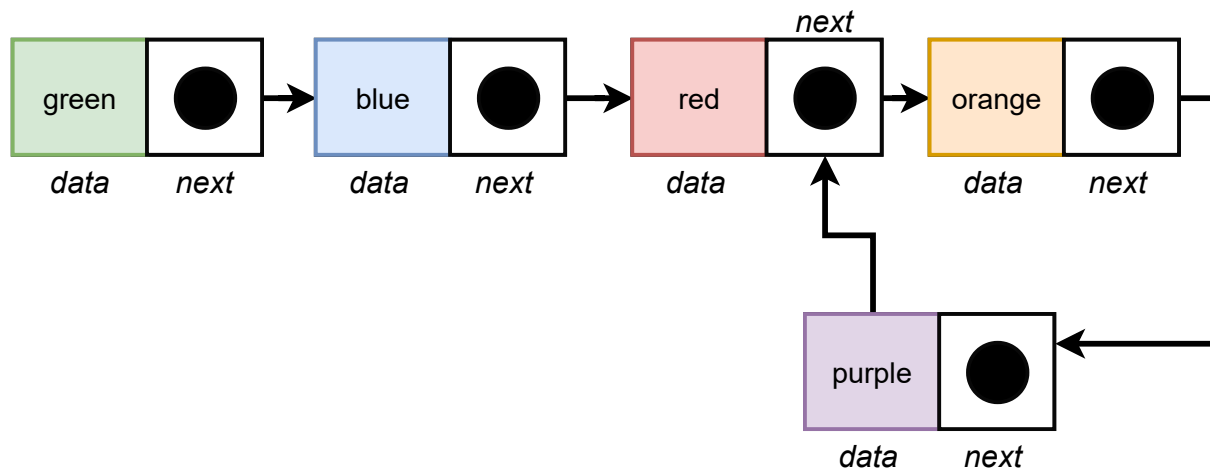 next
green blue red orange
data next data next data data next
purple
data next